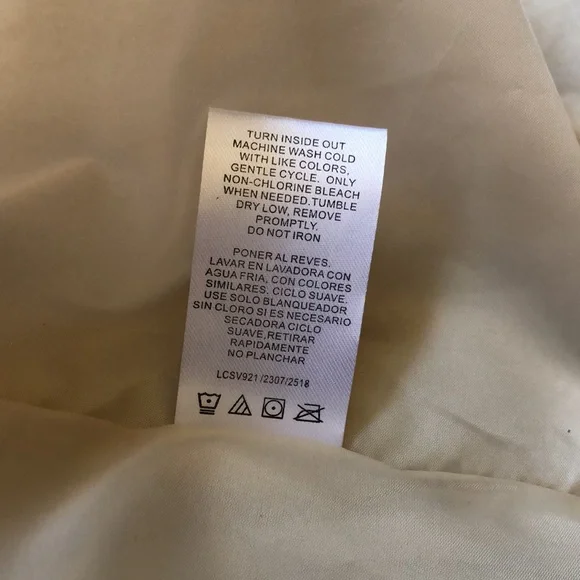 TURN INSIDE OUT
MACHINE WASH COLD
WITH LIKE COLORS,
GENTLE CYCLE. ONLY
NON-CHLORINE BLEACH
WHEN NEEDED.TUMBLE
DRY LOW, REMOVE
PROMPTLY.
DO NOT IRON
PONER AL REVES.
LAVAR EN LAVADORA CON
AGUA FRIA, CON COLORES
SIMILARES. CICLO SUAVE.
USE SOLO BLANQUEADOR
SIN CLORO SI ES NECESARIO
SECADORA CICLO
SUAVE,RETIRAR
RAPIDAMENTE
NO PLANCHAR
LCSV921/2307/2518